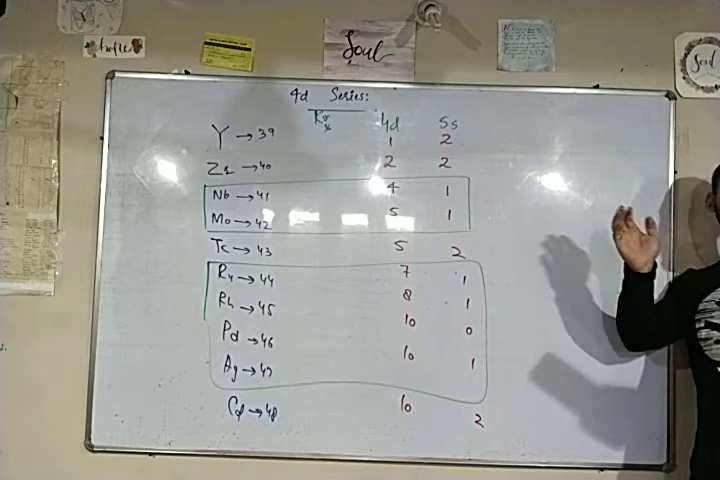 Soul
Soul
4d Series:
Kr 4d 5s
Y → 39 1 2
Zr → 40 2 2
Nb → 41 4 1
Mo → 42 5 1
Tc → 43 5 2
Ru → 44 7 1
Rh → 45 8 1
Pd → 46 10 0
Ag → 47 10 1
Cd → 48 10 2